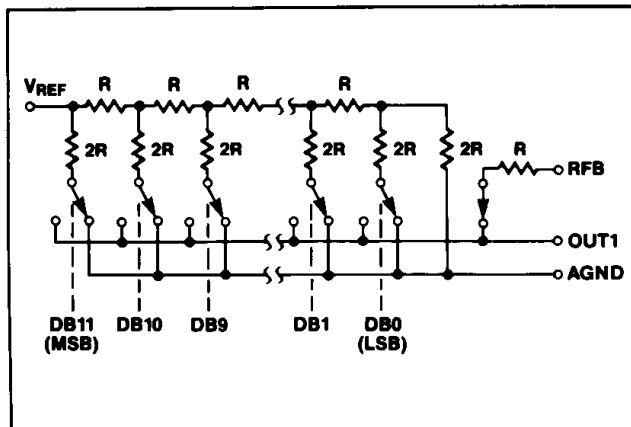 R R R R
VREF
2R 2R 2R 2R 2R 2R R RFB
OUT1
AGND
DB11 DB10 DB9 DB1 DB0
(MSB) (LSB)